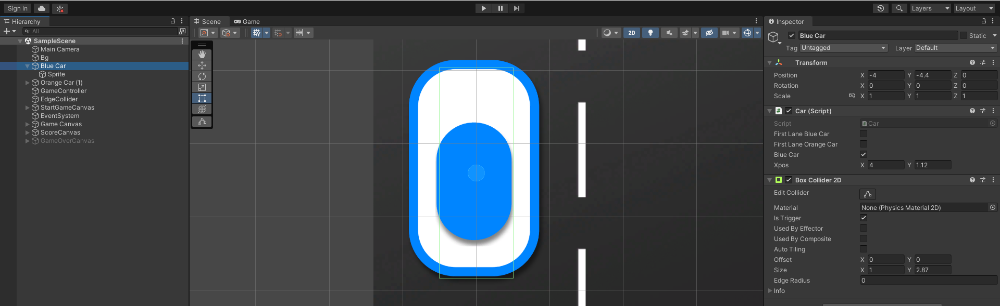 Sign in
Layers
Layout
Hierarchy
All
SampleScene
Main Camera
Bg
Blue Car
Sprite
Orange Car (1)
GameController
EdgeCollider
StartGameCanvas
EventSystem
Game Canvas
ScoreCanvas
GameOverCanvas
Scene
Game
2D
Inspector
Blue Car
Static
Tag Untagged
Layer Default
Transform
Position X -4 Y -4.4 Z 0
Rotation X 0 Y 0 Z 0
Scale X 1 Y 1 Z 1
# Car (Script)
Script Car
First Lane Blue Car
First Lane Orange Car
Blue Car
Xpos X 4 Y 1.12
Box Collider 2D
Edit Collider
Material None (Physics Material 2D)
Is Trigger
Used By Effector
Used By Composite
Auto Tiling
Offset X 0 Y 0
Size X 1 Y 2.87
Edge Radius 0
Info